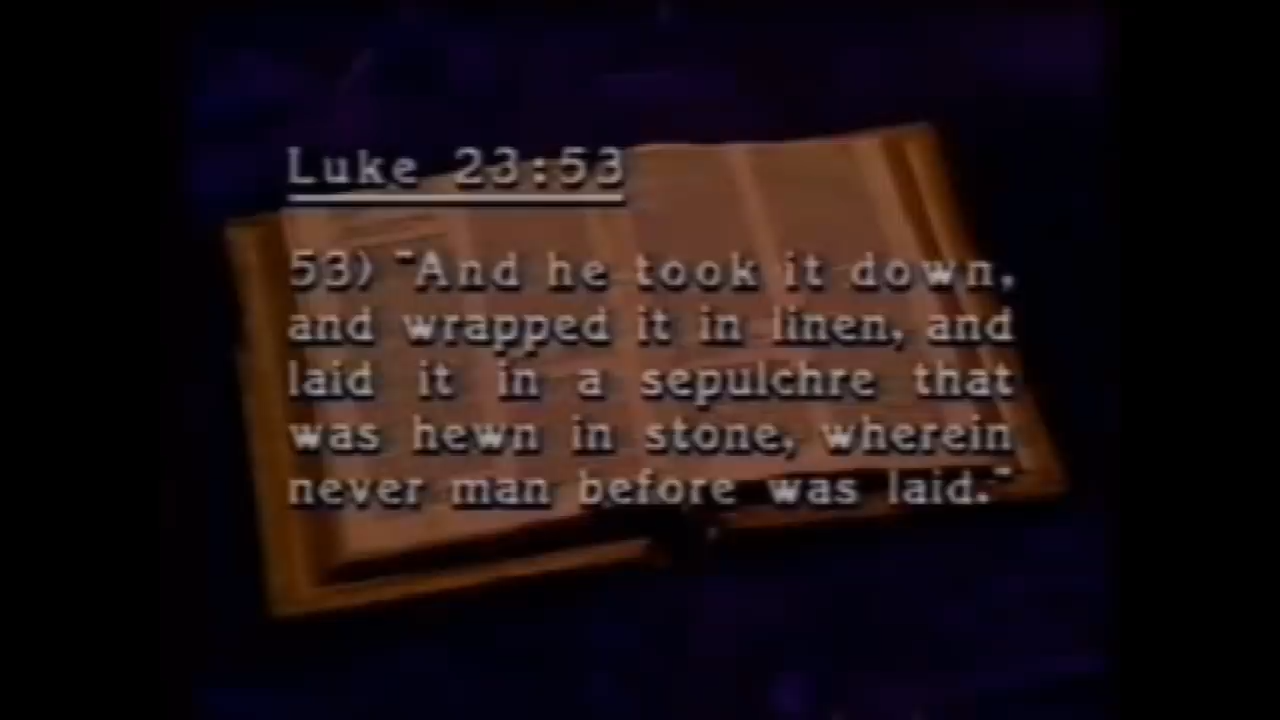 Luke 23:53
53) "And he took it down,
and wrapped it in linen, and
laid it in a sepulchre that
was hewn in stone, wherein
never man before was laid."